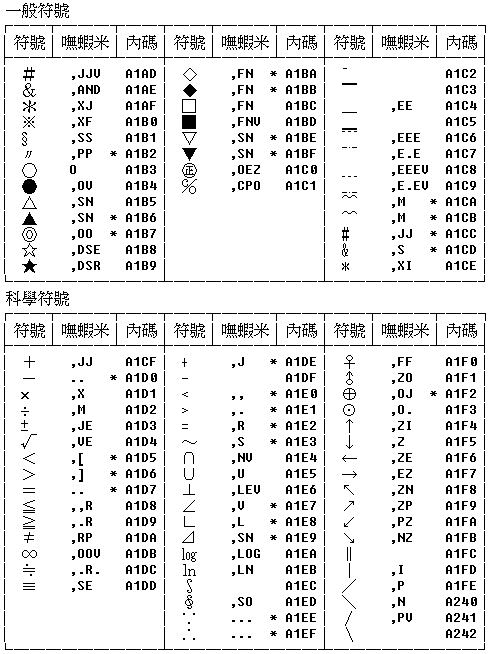 一般符號
符號 嘸蝦米 內碼 符號 嘸蝦米 內碼 符號 嘸蝦米 內碼
# ,JJV A1AD ◇ ,FN * A1BA ¯ A1C2
& ,AND A1AE ◆ ,FN * A1BB ￣ A1C3
＊ ,XJ A1AF □ ,FN A1BC ,EE A1C4
※ ,XF A1B0 ■ ,FNV A1BD A1C5
§ ,SS A1B1 ▽ ,SN * A1BE ,EEE A1C6
〃 ,PP * A1B2 ▼ ,SN * A1BF ,E.E A1C7
○ O A1B3 ㊣ ,OEZ A1C0 ,EEEV A1C8
● ,OV A1B4 ℅ ,CPO A1C1 ,E.EV A1C9
△ ,SN A1B5 ,M * A1CA
▲ ,SN * A1B6 ,M * A1CB
◎ ,OO * A1B7 # ,JJ * A1CC
☆ ,DSE A1B8 & ,S * A1CD
★ ,DSR A1B9 * ,XI A1CE
科學符號
符號 嘸蝦米 內碼 符號 嘸蝦米 內碼 符號 嘸蝦米 內碼
＋ ,JJ A1CF + ,J * A1DE ♀ ,FF A1F0
－ .. * A1D0 - A1DF ♂ ,ZO A1F1
× ,X A1D1 < ,, * A1E0 ⊕ ,OJ * A1F2
÷ ,M A1D2 > ,. * A1E1 ⊙ ,O. A1F3
± ,JE A1D3 = ,R * A1E2 ↑ ,ZI A1F4
√ ,VE A1D4 ～ ,S * A1E3 ↓ ,Z A1F5
＜ ,[ * A1D5 ∩ ,NV A1E4 ← ,ZE A1F6
＞ ,] * A1D6 ∪ ,U A1E5 → ,EZ A1F7
＝ .. * A1D7 ⊥ ,LEV A1E6 ↖ ,ZN A1F8
≦ ,,R A1D8 ∠ ,V * A1E7 ↗ ,ZP A1F9
≧ ,.R A1D9 ∟ ,L * A1E8 ↙ ,PZ A1FA
≠ ,RP A1DA ⊿ ,SN * A1E9 ↘ ,NZ A1FB
∞ ,OOV A1DB ㏒ ,LOG A1EA ∥ A1FC
≒ ,.R. A1DC ㏑ ,LN A1EB ∣ ,I A1FD
≡ ,SE A1DD ∫ A1EC ／ ,P A1FE
∮ ,SO A1ED ＼ ,N A240
∵ ... * A1EE ∕ ,PV A241
∴ ... * A1EF ﹨ A242